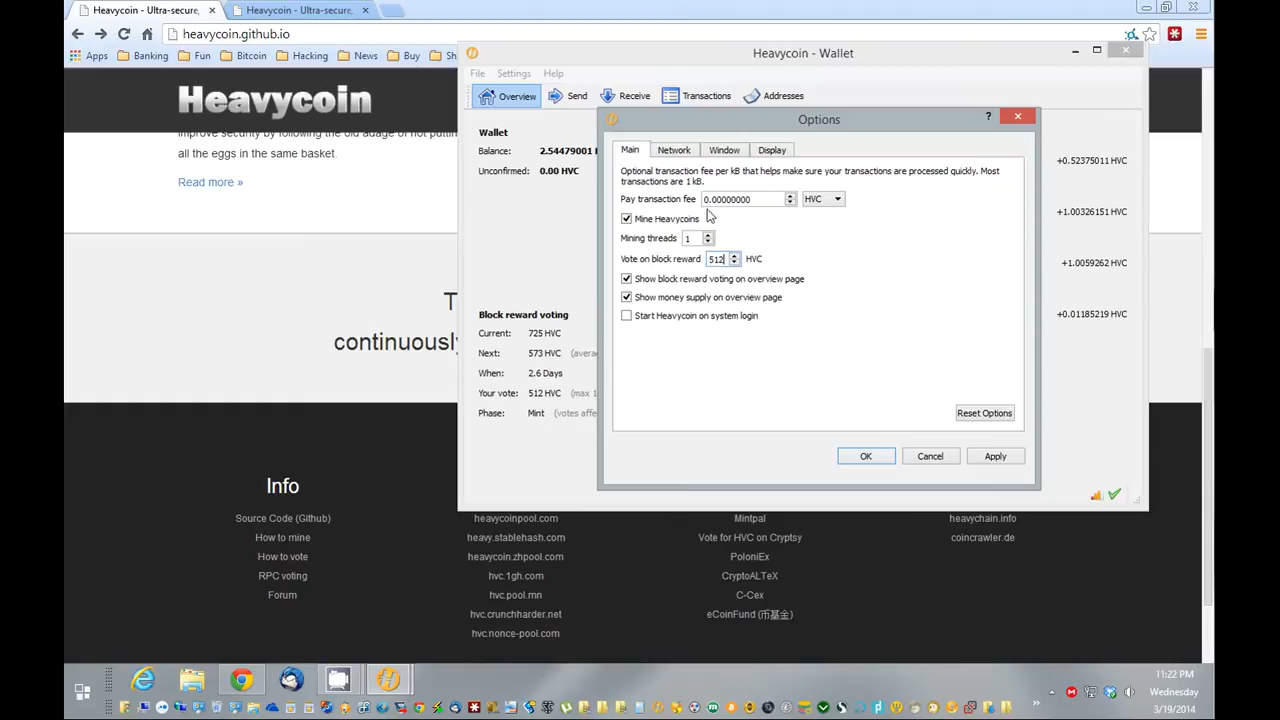 Heavycoin - Ultra-secure,
Heavycoin - Ultra-secure,
heavycoin.github.io
Apps
Banking
Fun
Bitcoin
Hacking
News
Buy
Heavycoin
all the eggs in the same basket.
Read more »
continuously
Heavycoin - Wallet
File
Settings
Help
Overview
Send
Receive
Transactions
Addresses
Wallet
Balance: 2.54479001
Unconfirmed: 0.00 HVC
+0.52375011 HVC
+1.00326151 HVC
+1.0059262 HVC
+0.01185219 HVC
Block reward voting
Current: 725 HVC
Next: 573 HVC
When: 2.6 Days
Your vote: 512 HVC (max
Phase: Mint (votes
Options
?
Main
Network
Window
Display
Optional transaction fee per kB that helps make sure your transactions are processed quickly. Most
transactions are 1 kB.
Pay transaction fee 0.00000000 HVC
Mine Heavycoins
Mining threads 1
Vote on block reward 512 HVC
Show block reward voting on overview page
Show money supply on overview page
Start Heavycoin on system login
Reset Options
OK
Cancel
Apply
Info
Source Code (Github)
How to mine
How to vote
RPC voting
Forum
heavycoinpool.com
heavy.stablehash.com
heavycoin.zhpool.com
hvc.1gh.com
hvc.pool.mn
hvc.crunchharder.net
hvc.nonce-pool.com
Mintpal
Vote for HVC on Cryptsy
PoloniEx
CryptoALTeX
C-Cex
eCoinFund (币基金)
heavychain.info
coincrawler.de
11:22 PM
Wednesday
3/19/2014